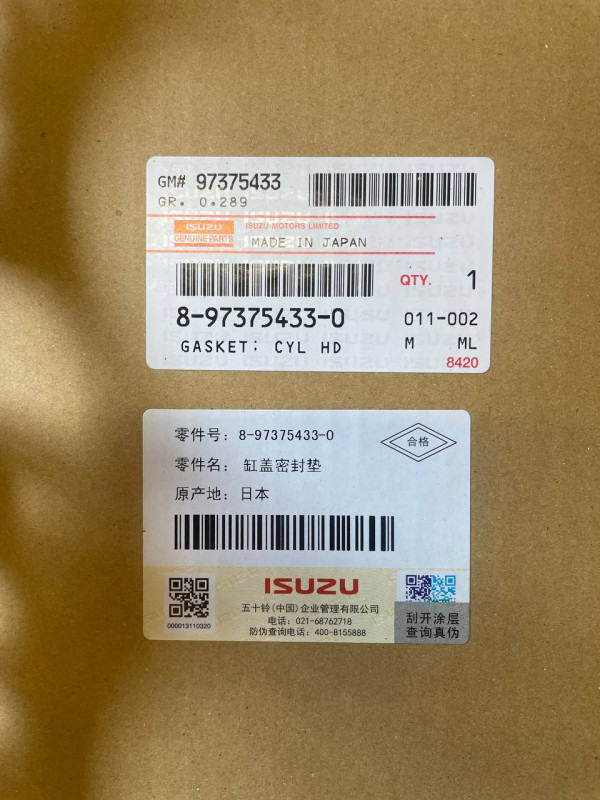 GM# 97375433
GR. 0.289
ISUZU
GENUINE PARTS
ISUZU MOTORS LIMITED
MADE IN JAPAN
QTY. 1
8-97375433-0
011-002
GASKET; CYL HD
M ML
8420
零件号：8-97375433-0
合格
零件名： 缸盖密封垫
原产地：日本
ISUZU
五十铃(中国)企业管理有限公司
电话：021-68762718
防伪查询电话：400-8155888
000013110320
刮开涂层
查询真伪